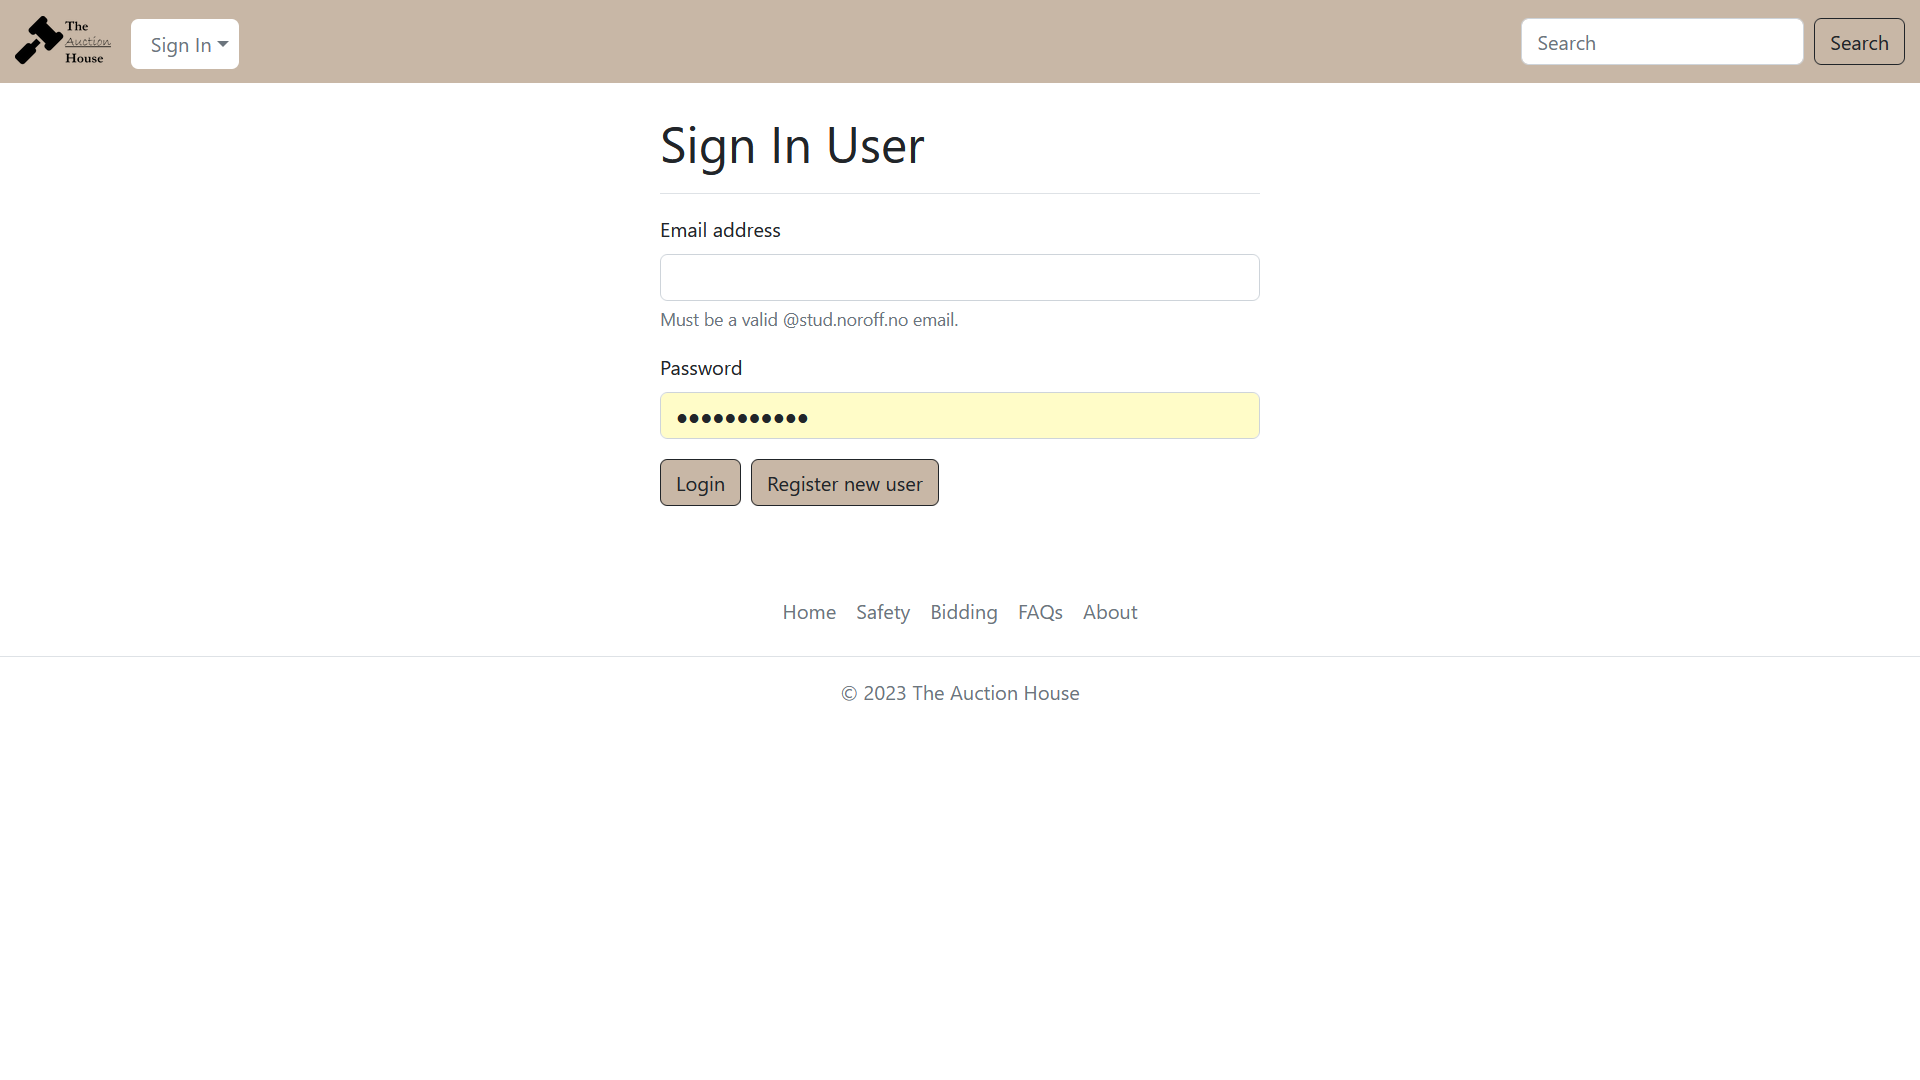 The
Auction
House
Sign In
Search
Search
Sign In User
Email address
Must be a valid @stud.noroff.no email.
Password
•••••••••••
Login
Register new user
Home
Safety
Bidding
FAQs
About
© 2023 The Auction House